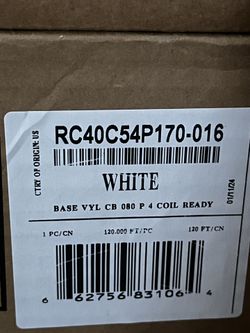 RC40C54P170-016
CTRY OF ORIGIN: US
WHITE
01/11/24
BASE VYL CB 080 P 4 COIL READY
1 PC/CN 120.000 FT/PC 120 FT/CN
6 62756 83106 4